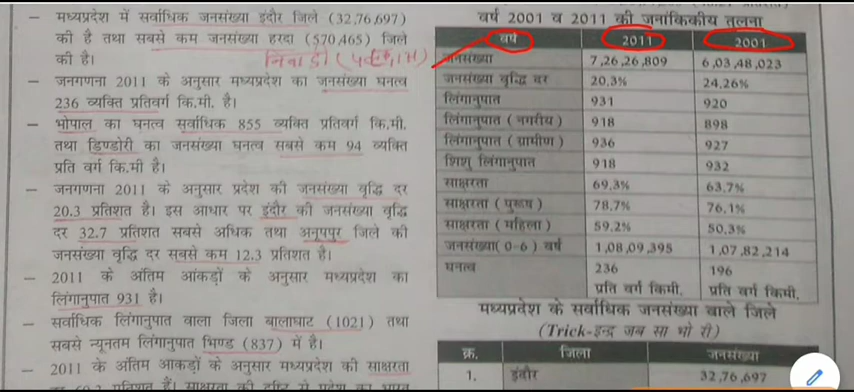 — मध्यप्रदेश में सर्वाधिक जनसंख्या इंदौर जिले (32,76,697)
की है तथा सबसे कम जनसंख्या हरदा (570,465) जिले
की है।
— जनगणना 2011 के अनुसार मध्यप्रदेश का जनसंख्या घनत्व
236 व्यक्ति प्रतिवर्ग कि.मी. है।
— भोपाल का घनत्व सुर्वाधिक 855 व्यक्ति प्रतिवर्ग कि.मी.
तथा डिण्डोरी का जनसंख्या घनत्व सबसे कम 94 व्यक्ति
प्रति वर्ग कि.मी है।
— जनगणना 2011 के अनुसार प्रदेश की जनसंख्या वृद्धि दर
20.3 प्रतिशत है। इस आधार पर इंदौर की जनसंख्या वृद्धि
दर 32.7 प्रतिशत सबसे अधिक तथा अनूपपुर जिले की
जनसंख्या वृद्धि दर सबसे कम 12.3 प्रतिशत है।
— 2011 के अंतिम आंकड़ों के अनुसार मध्यप्रदेश का
लिंगानुपात 931 है।
— सर्वाधिक लिंगानुपात वाला जिला बालाघाट (1021) तथा
सबसे न्यूनतम लिंगानुपात भिण्ड (837) में है।
— 2011 के अंतिम आंकड़ों के अनुसार मध्यप्रदेश की साक्षरता
वर्ष 2001 व 2011 की जनांकिकीय तुलना
वर्ष 2011 2001
जनसंख्या 7,26,26,809 6,03,48,023
जनसंख्या वृद्धि दर 20.3% 24.26%
लिंगानुपात 931 920
लिंगानुपात (नगरीय) 918 898
लिंगानुपात (ग्रामीण) 936 927
शिशु लिंगानुपात 918 932
साक्षरता 69.3% 63.7%
साक्षरता (पुरूष) 78.7% 76.1%
साक्षरता (महिला) 59.2% 50.3%
जनसंख्या(0-6) वर्ष 1,08,09,395 1,07,82,214
घनत्व 236 196
प्रति वर्ग किमी. प्रति वर्ग किमी.
मध्यप्रदेश के सर्वाधिक जनसंख्या वाले जिले
(Trick-इन्द्र जब सा भो री)
क्र. जिला जनसंख्या
1. इंदौर 32,76,697